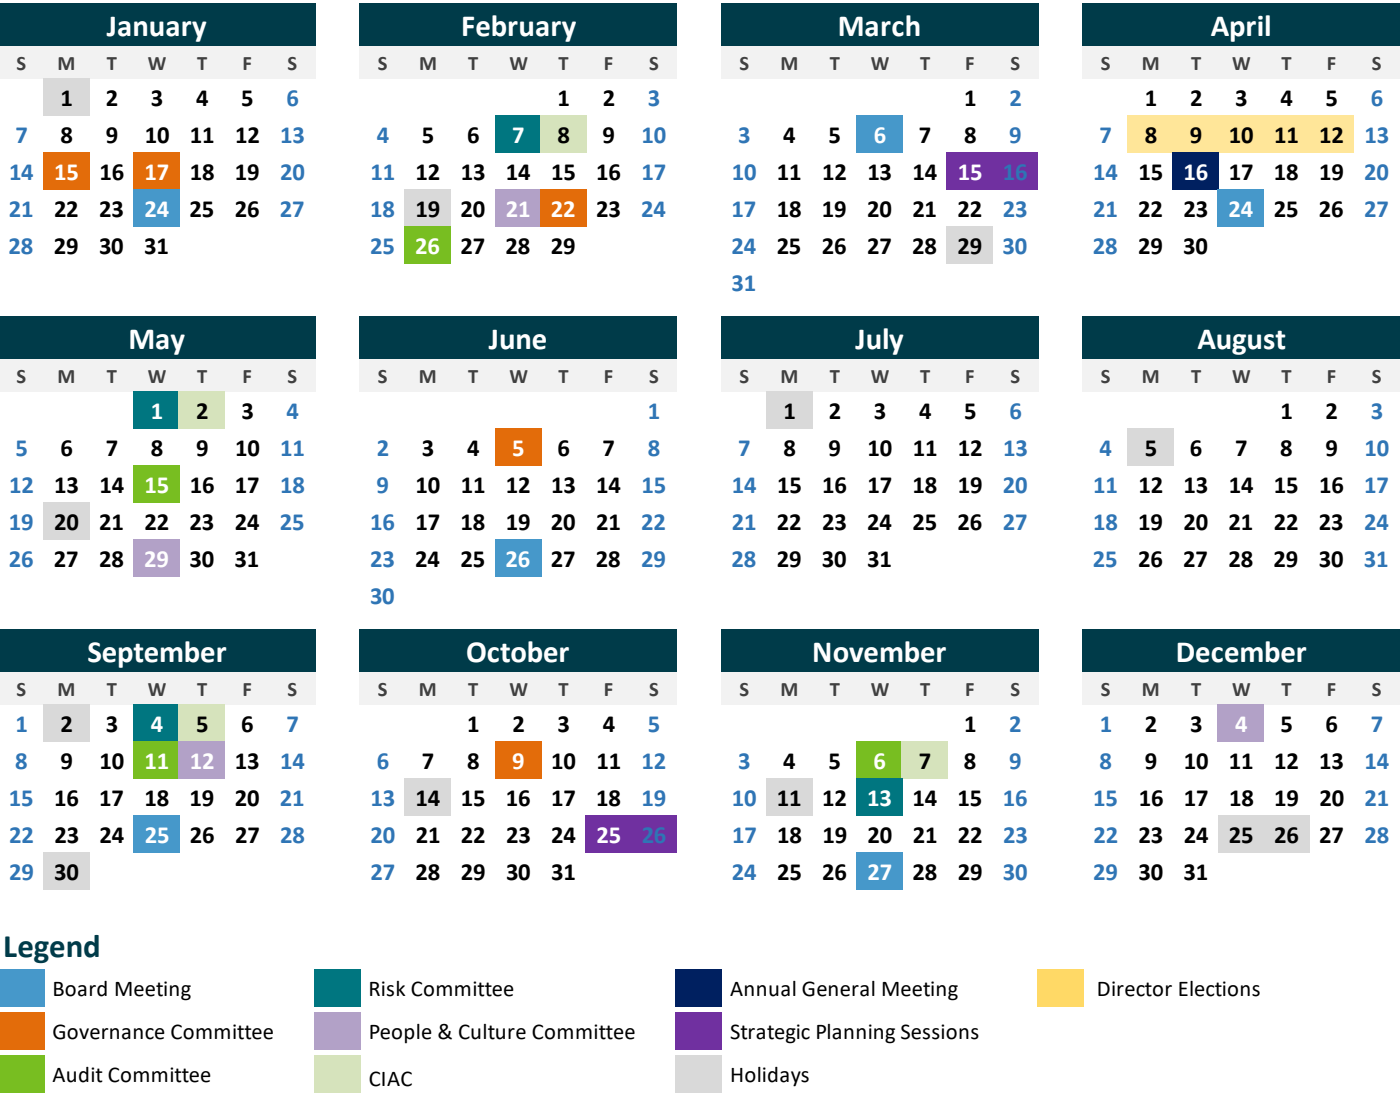 January February March April
S M T W T F S S M T W T F S S M T W T F S S M T W T F S
1 2 3 4 5 6 1 2 3 1 2 1 2 3 4 5 6
7 8 9 10 11 12 13 4 5 6 7 8 9 10 3 4 5 6 7 8 9 7 8 9 10 11 12 13
14 15 16 17 18 19 20 11 12 13 14 15 16 17 10 11 12 13 14 15 16 14 15 16 17 18 19 20
21 22 23 24 25 26 27 18 19 20 21 22 23 24 17 18 19 20 21 22 23 21 22 23 24 25 26 27
28 29 30 31 25 26 27 28 29 24 25 26 27 28 29 30 28 29 30
31
May June July August
S M T W T F S S M T W T F S S M T W T F S S M T W T F S
1 2 3 4 1 1 2 3 4 5 6 1 2 3
5 6 7 8 9 10 11 2 3 4 5 6 7 8 7 8 9 10 11 12 13 4 5 6 7 8 9 10
12 13 14 15 16 17 18 9 10 11 12 13 14 15 14 15 16 17 18 19 20 11 12 13 14 15 16 17
19 20 21 22 23 24 25 16 17 18 19 20 21 22 21 22 23 24 25 26 27 18 19 20 21 22 23 24
26 27 28 29 30 31 23 24 25 26 27 28 29 28 29 30 31 25 26 27 28 29 30 31
30
September October November December
S M T W T F S S M T W T F S S M T W T F S S M T W T F S
1 2 3 4 5 6 7 1 2 3 4 5 1 2 1 2 3 4 5 6 7
8 9 10 11 12 13 14 6 7 8 9 10 11 12 3 4 5 6 7 8 9 8 9 10 11 12 13 14
15 16 17 18 19 20 21 13 14 15 16 17 18 19 10 11 12 13 14 15 16 15 16 17 18 19 20 21
22 23 24 25 26 27 28 20 21 22 23 24 25 26 17 18 19 20 21 22 23 22 23 24 25 26 27 28
29 30 27 28 29 30 31 24 25 26 27 28 29 30 29 30 31
Legend
Board Meeting Risk Committee Annual General Meeting Director Elections
Governance Committee People & Culture Committee Strategic Planning Sessions
Audit Committee CIAC Holidays